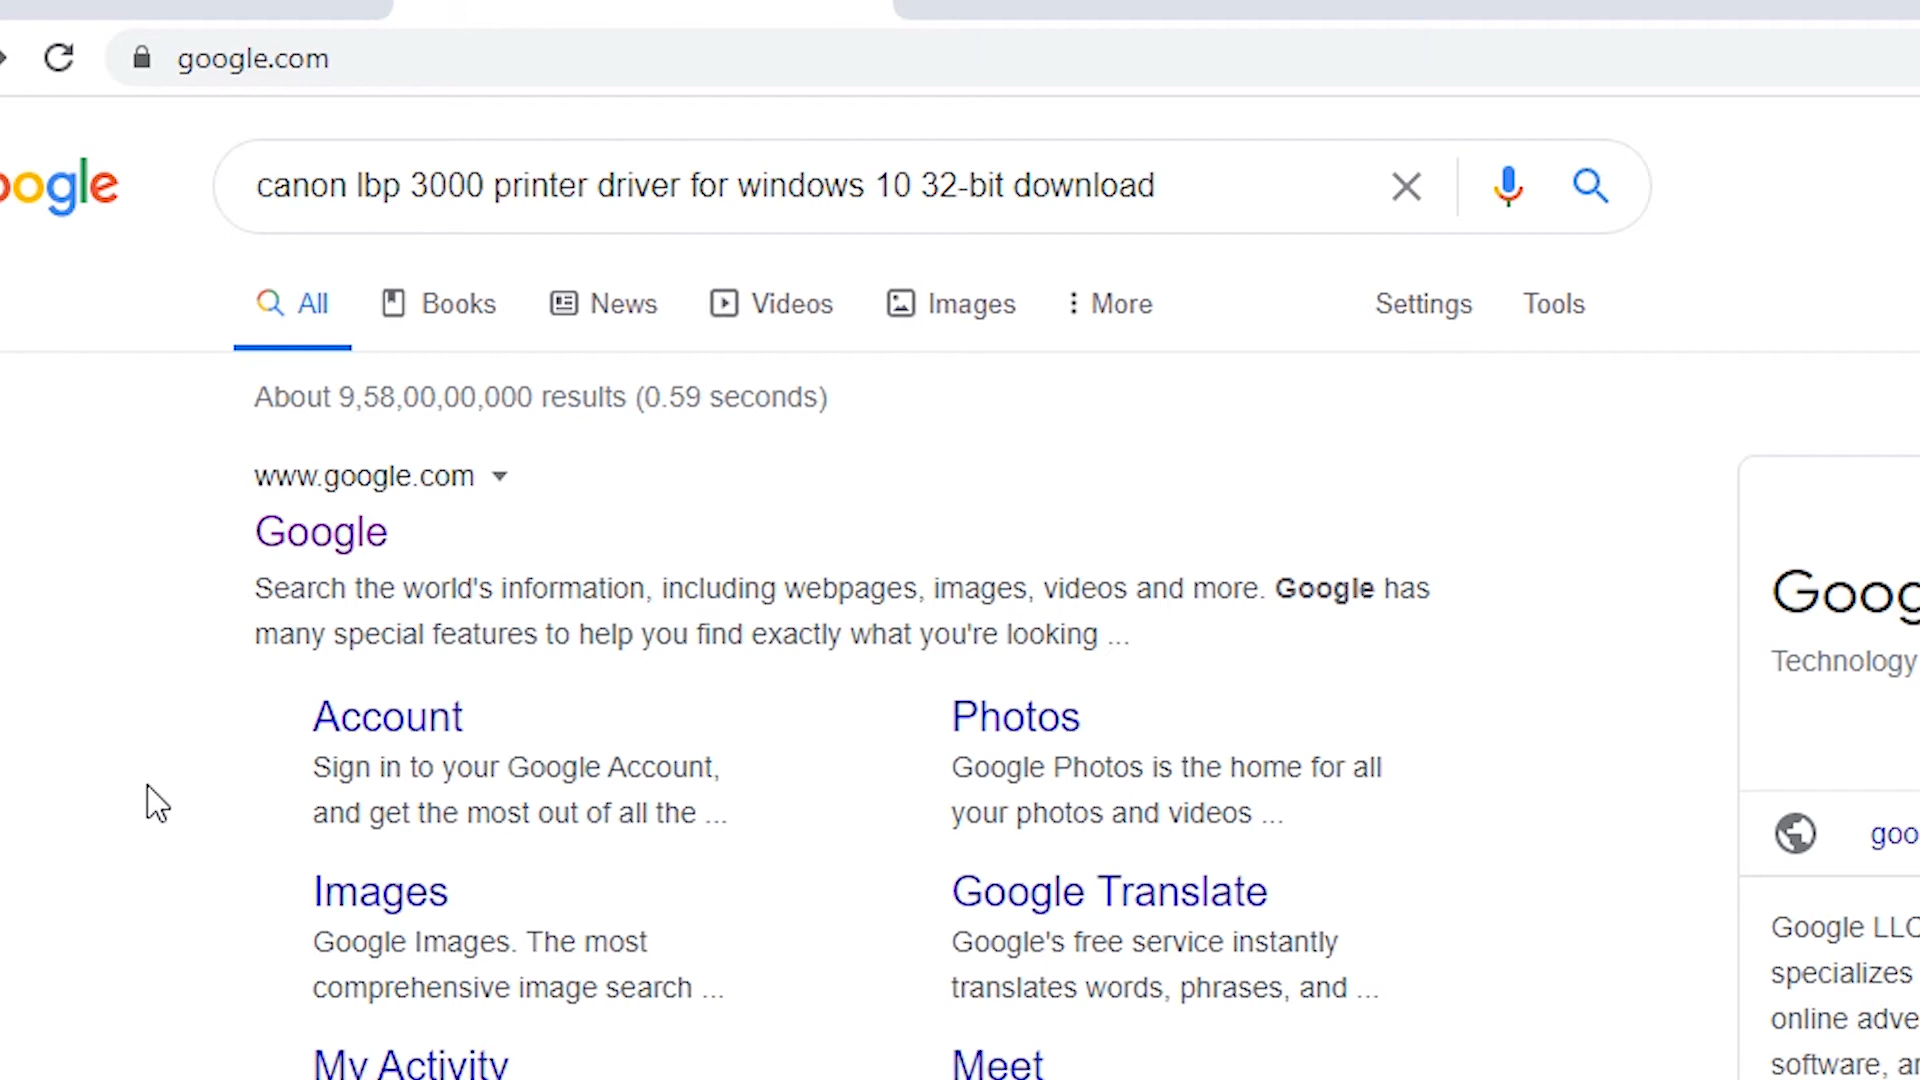 google.com
oogle
canon lbp 3000 printer driver for windows 10 32-bit download
All Books News Videos Images More Settings Tools
About 9,58,00,00,000 results (0.59 seconds)
www.google.com
Google
Search the world's information, including webpages, images, videos and more. Google has
many special features to help you find exactly what you're looking ...
Account
Sign in to your Google Account,
and get the most out of all the ...
Photos
Google Photos is the home for all
your photos and videos ...
Images
Google Images. The most
comprehensive image search ...
Google Translate
Google's free service instantly
translates words, phrases, and ...
My Activity
Meet
Goog
Technology
goo
Google LLC
specializes
online adve
software, an